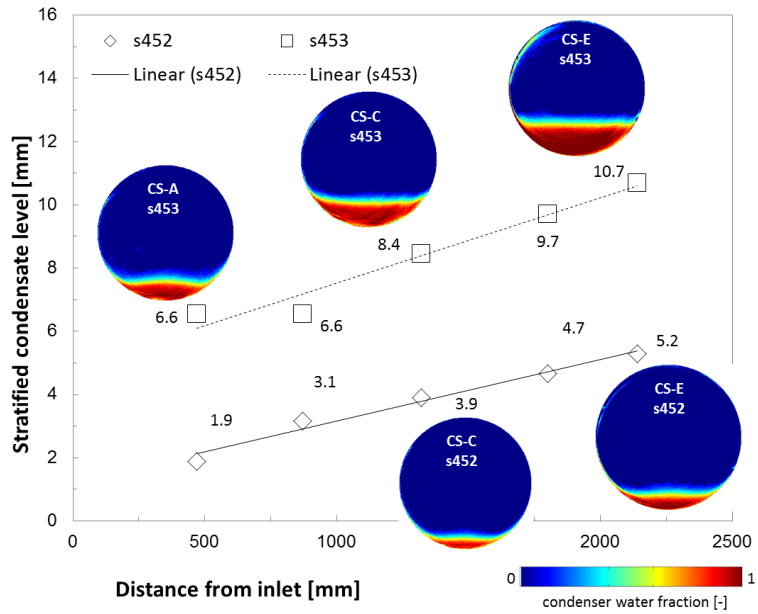 16
14
12
10
8
6
4
2
0
Stratified condensate level [mm]
s452
s453
Linear (s452)
Linear (s453)
CS-E
s453
CS-C
s453
CS-A
s453
10.7
9.7
8.4
6.6
6.6
5.2
4.7
3.9
3.1
1.9
CS-C
s452
CS-E
s452
0
500
1000
2000
2500
Distance from inlet [mm]
0
1
condenser water fraction [-]